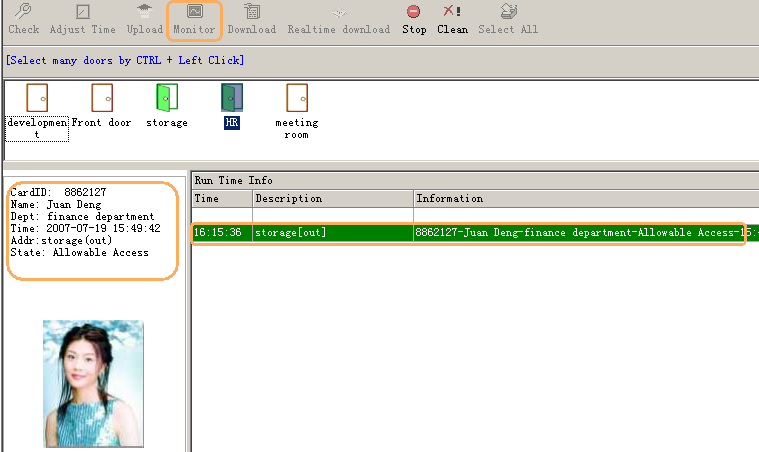 Check Adjust Time Upload Monitor Download Realtime download Stop Clean Select All
[Select many doors by CTRL + Left Click]
developmen
t
Front door
storage
HR
meeting
room
CardID: 8862127
Name: Juan Deng
Dept: finance department
Time: 2007-07-19 15:49:42
Addr:storage(out)
State: Allowable Access
Run Time Info
Time Description Information
16:15:36 storage[out] 8862127-Juan Deng-finance department-Allowable Access-15: